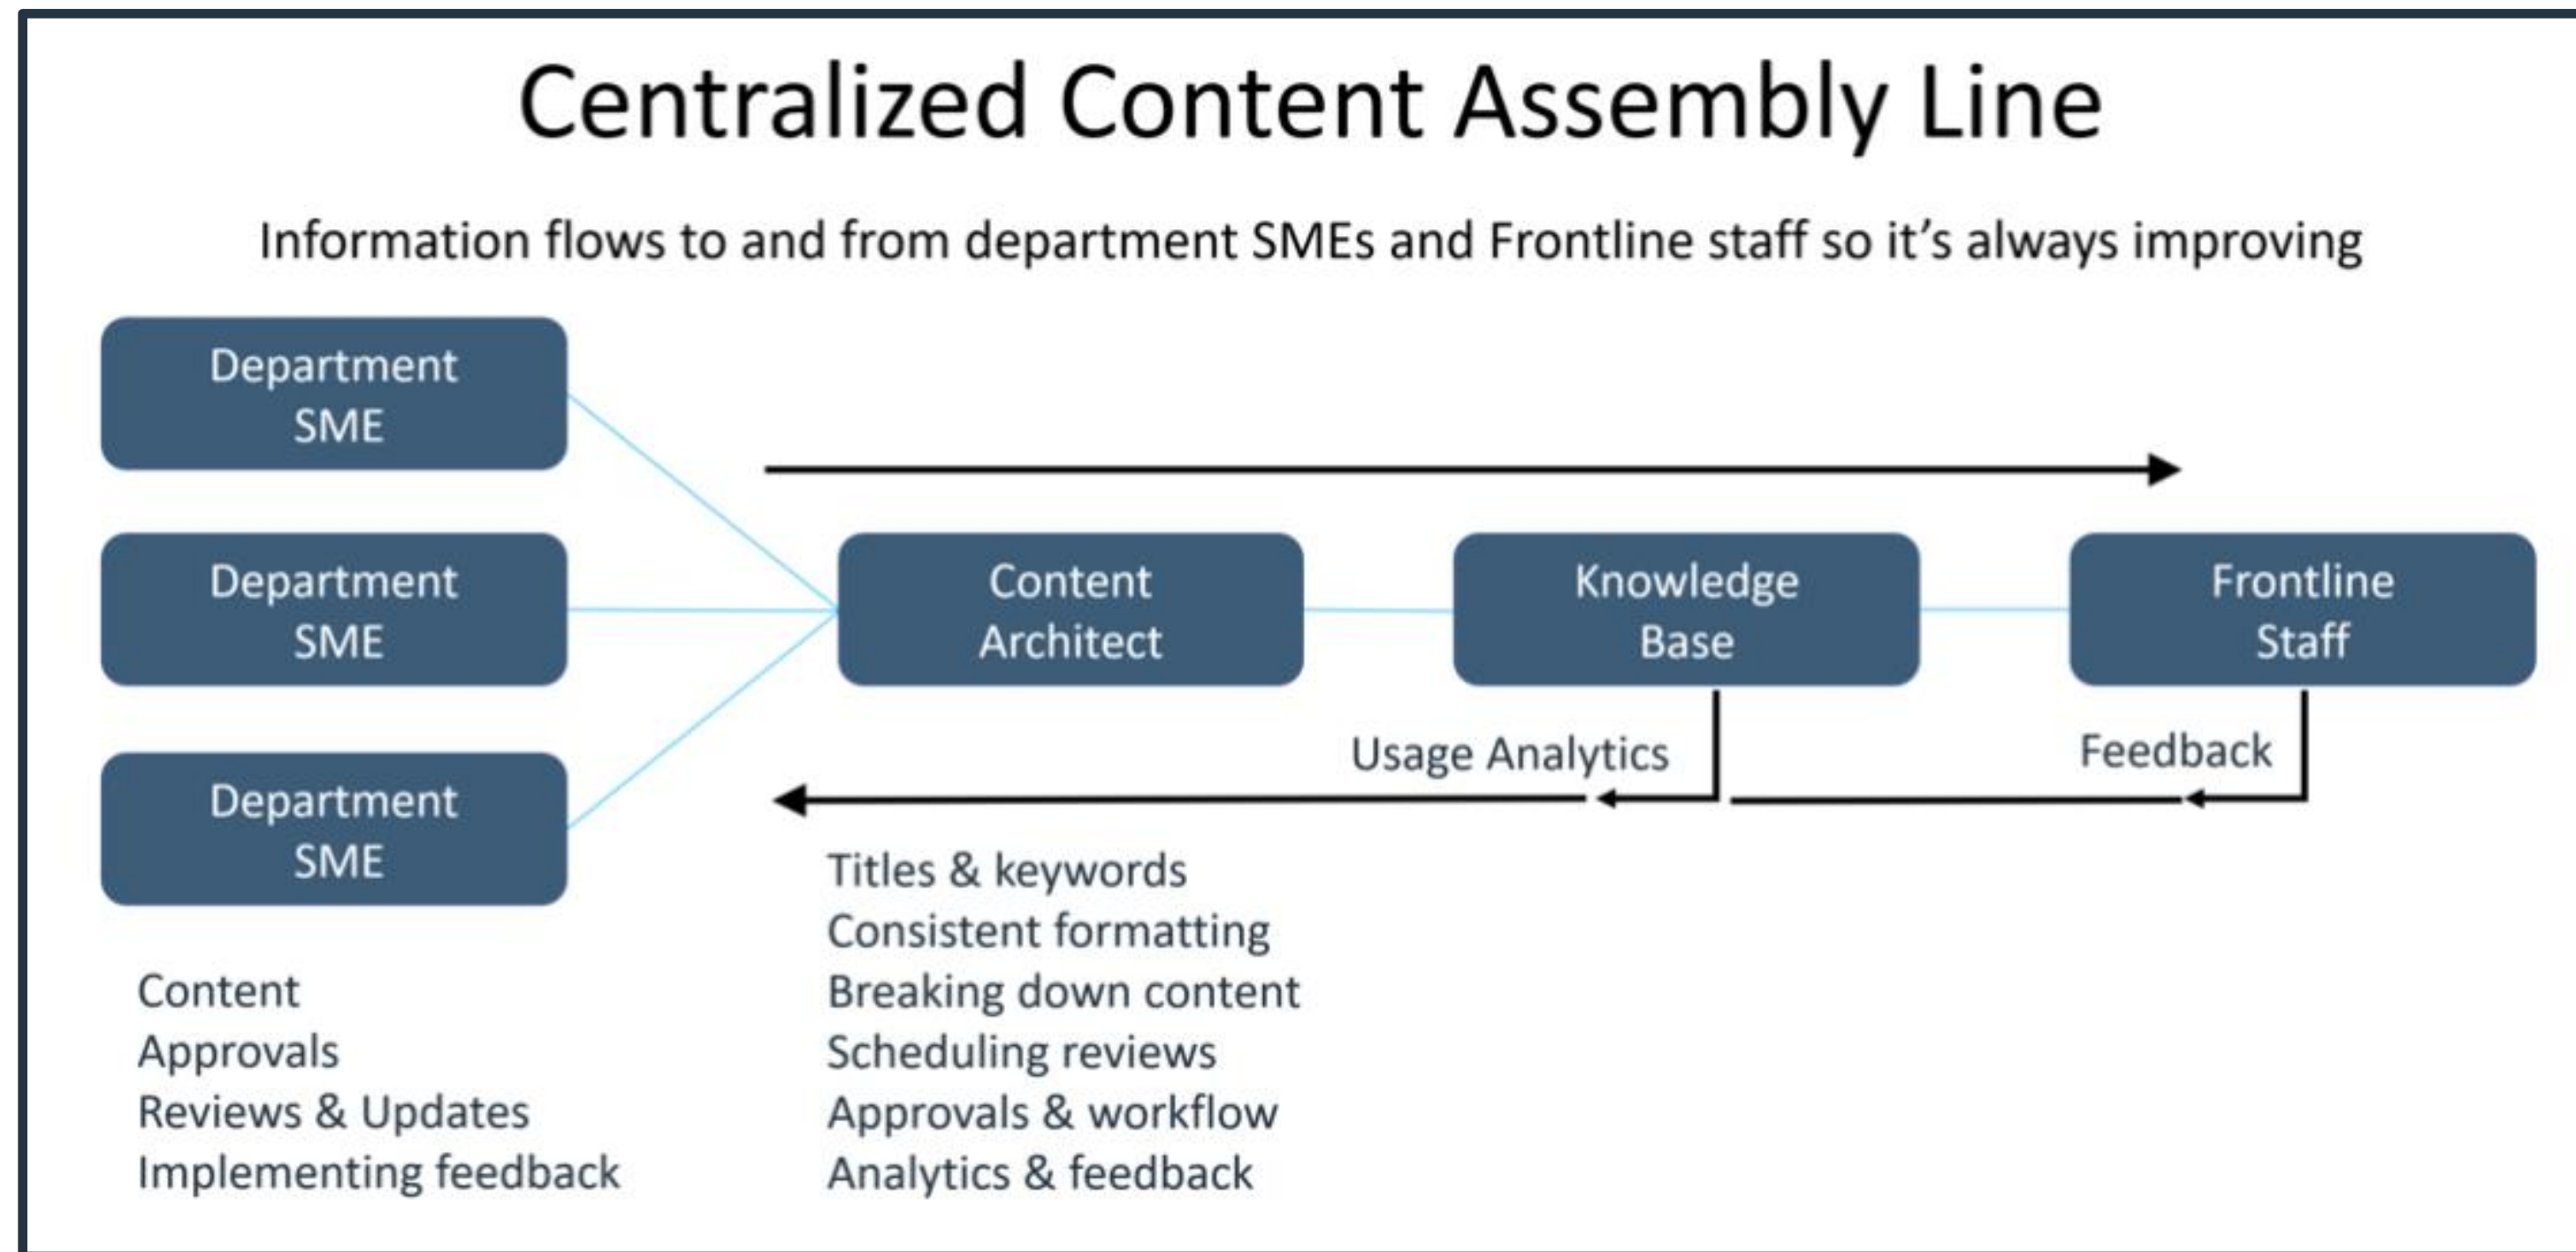 Centralized Content Assembly Line
Information flows to and from department SMEs and Frontline staff so it’s always improving
Department
SME
Department
SME
Department
SME
Content
Architect
Knowledge
Base
Frontline
Staff
Usage Analytics
Feedback
Content
Approvals
Reviews & Updates
Implementing feedback
Titles & keywords
Consistent formatting
Breaking down content
Scheduling reviews
Approvals & workflow
Analytics & feedback